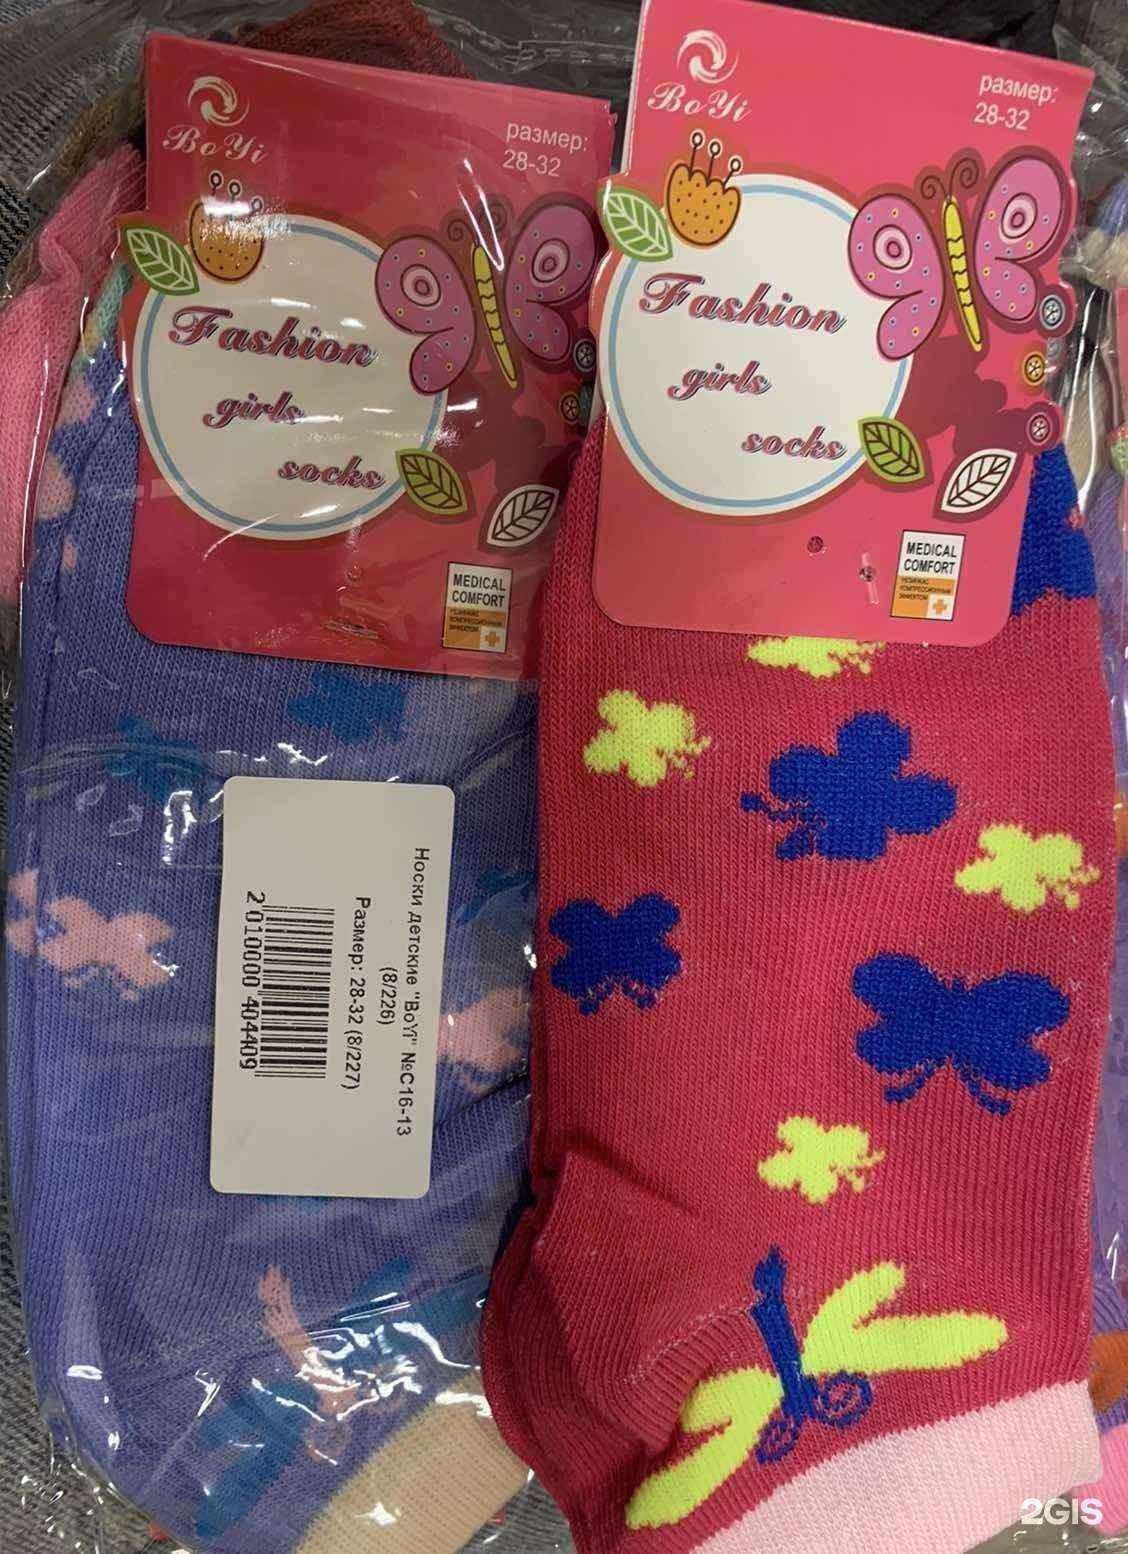 BoYi
размер:
28-32
Fashion
girls
socks
MEDICAL
COMFORT
BoYi
размер:
28-32
Fashion
girls
socks
MEDICAL
COMFORT
Носки детские "BoYi" №С16-13
(8/226)
Размер: 28-32 (8/227)
2 010000 404409
2GIS